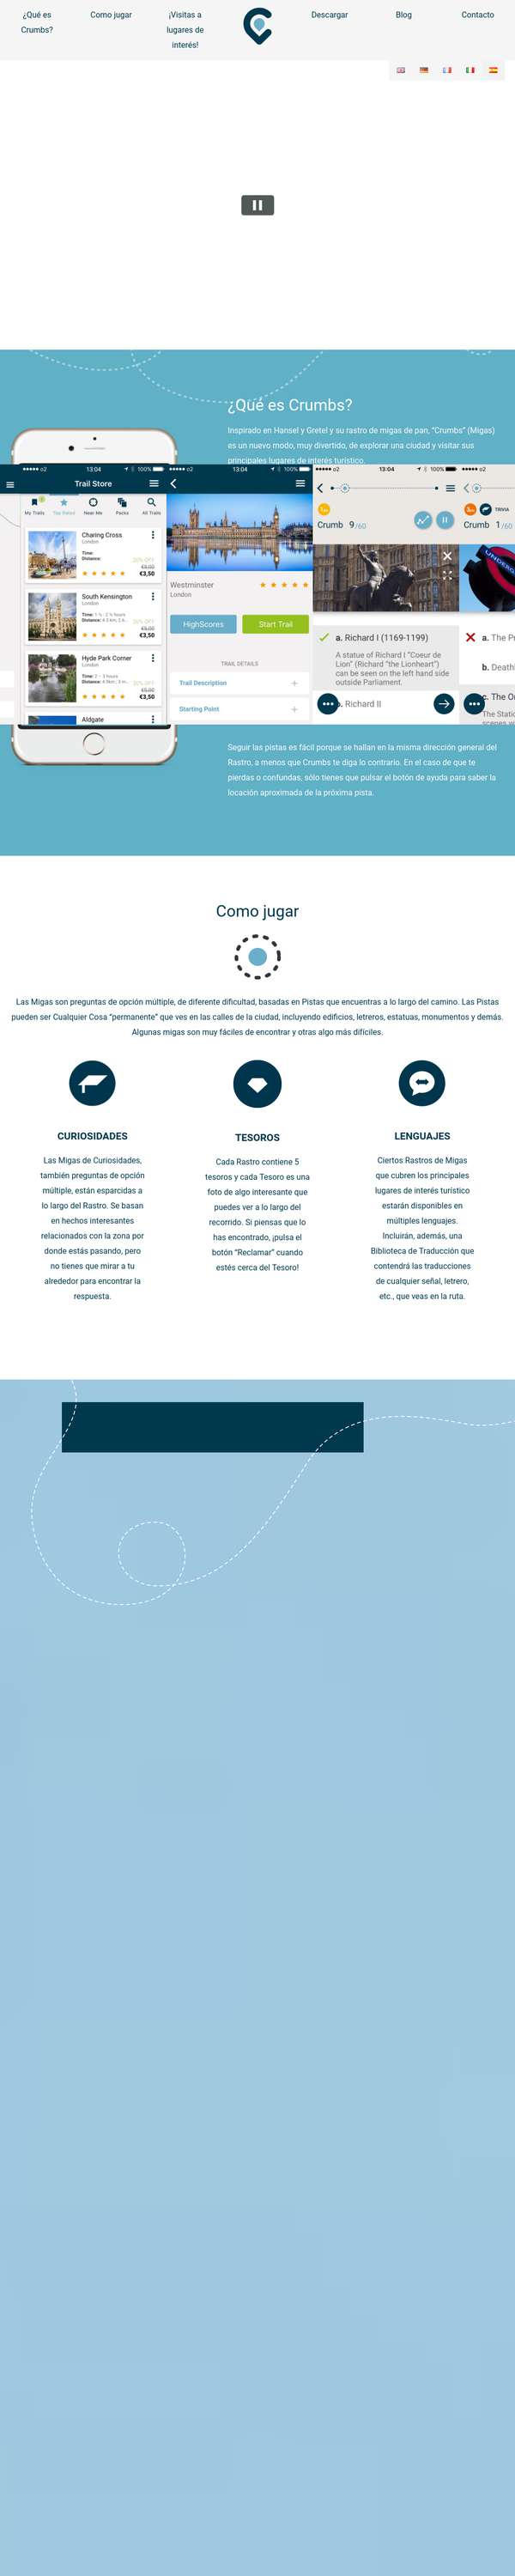 ¿Qué es
Crumbs?
Como jugar
¡Visitas a
lugares de
interés!
Descargar
Blog
Contacto
¿Qué es Crumbs?
Inspirado en Hansel y Gretel y su rastro de migas de pan, “Crumbs” (Migas)
es un nuevo modo, muy divertido, de explorar una ciudad y visitar sus
principales lugares de interés turístico.
o2 13:04 100%
Trail Store
My Trails Top Rated Near Me Packs All Trails
Charing Cross
London
Time:
Distance:
20% OFF
€5,00
€3,50
South Kensington
London
€5,00
€3,50
Hyde Park Corner
London
Time: 2 - 3 hours
20% OFF
€5,00
€3,50
Aldgate
o2 13:04 100%
Westminster
London
HighScores Start Trail
TRAIL DETAILS
Trail Description +
Starting Point +
o2 13:04 100%
Crumb 9/60
a. Richard I (1169-1199)
A statue of Richard I “Coeur de
Lion” (Richard “the Lionheart”)
can be seen on the left hand side
outside Parliament.
Richard II
o2
TRIVIA
Crumb 1/60
a. The
b. Death
c. The
The
Seguir las pistas es fácil porque se hallan en la misma dirección general del
Rastro, a menos que Crumbs te diga lo contrario. En el caso de que te
pierdas o confundas, sólo tienes que pulsar el botón de ayuda para saber la
locación aproximada de la próxima pista.
Como jugar
Las Migas son preguntas de opción múltiple, de diferente dificultad, basadas en Pistas que encuentras a lo largo del camino. Las Pistas
pueden ser Cualquier Cosa “permanente” que ves en las calles de la ciudad, incluyendo edificios, letreros, estatuas, monumentos y demás.
Algunas migas son muy fáciles de encontrar y otras algo más difíciles.
CURIOSIDADES
Las Migas de Curiosidades,
también preguntas de opción
múltiple, están esparcidas a
lo largo del Rastro. Se basan
en hechos interesantes
relacionados con la zona por
donde estás pasando, pero
no tienes que mirar a tu
alrededor para encontrar la
respuesta.
TESOROS
Cada Rastro contiene 5
tesoros y cada Tesoro es una
foto de algo interesante que
puedes ver a lo largo del
recorrido. Si piensas que lo
has encontrado, ¡pulsa el
botón “Reclamar” cuando
estés cerca del Tesoro!
LENGUAJES
Ciertos Rastros de Migas
que cubren los principales
lugares de interés turístico
estarán disponibles en
múltiples lenguajes.
Incluirán, además, una
Biblioteca de Traducción que
contendrá las traducciones
de cualquier señal, letrero,
etc., que veas en la ruta.